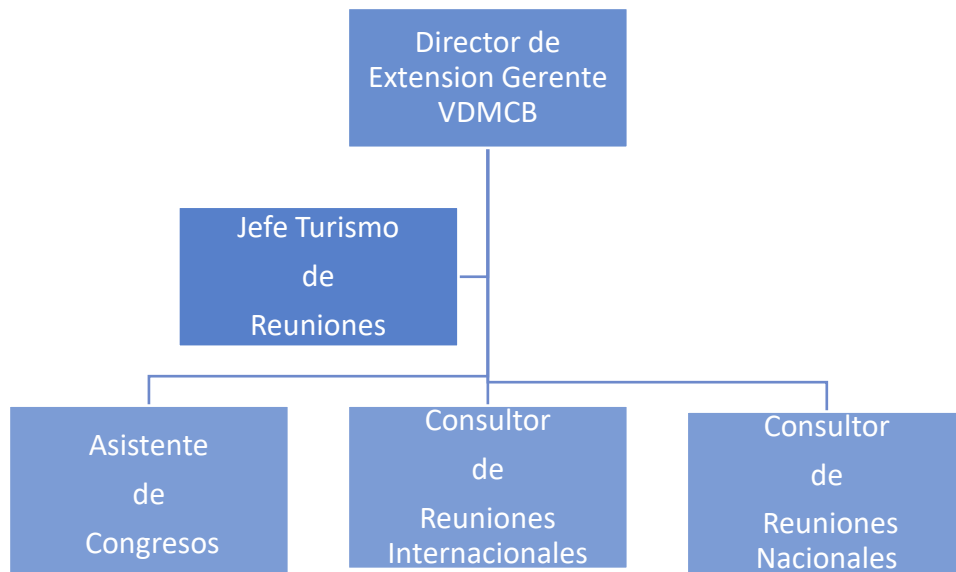 Director de
Extension Gerente
VDMCB
Jefe Turismo
de
Reuniones
Asistente
de
Congresos
Consultor
de
Reuniones
Internacionales
Consultor
de
Reuniones
Nacionales